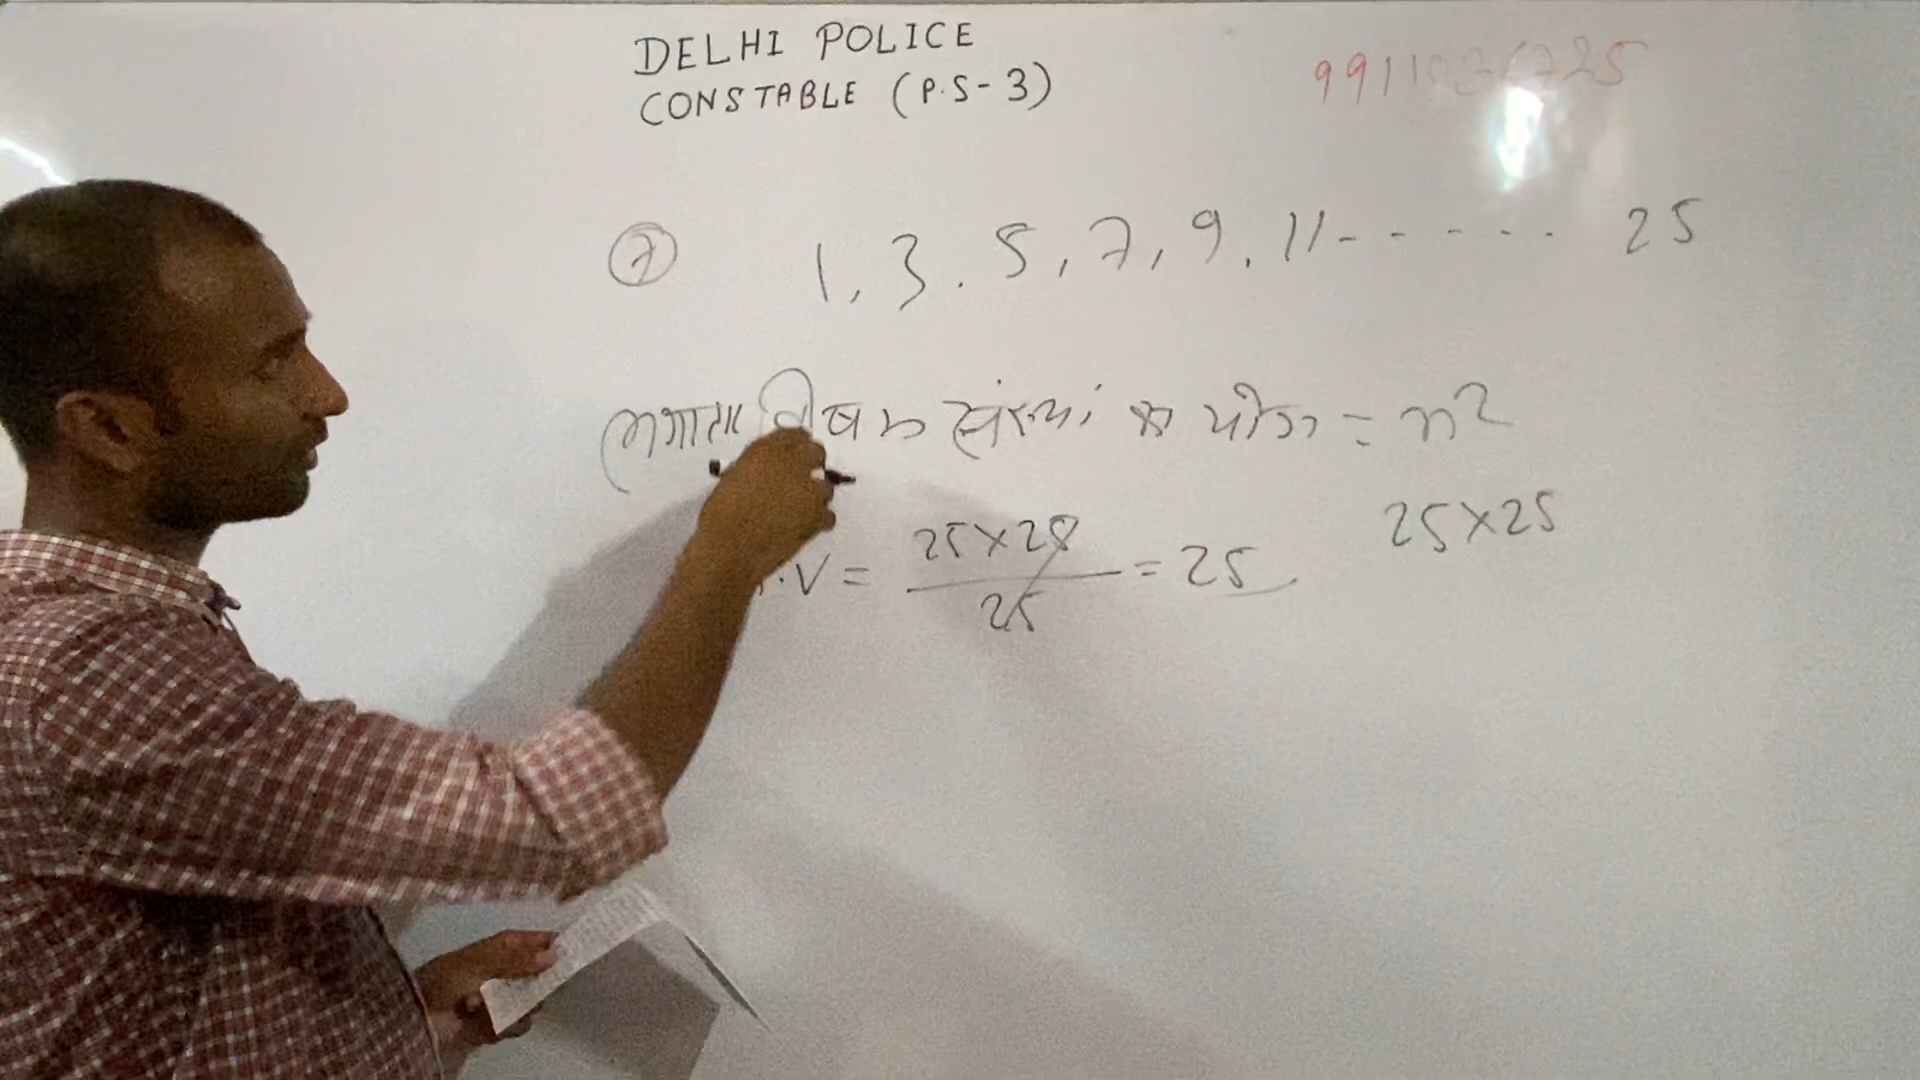 DELHI POLICE
CONSTABLE (P.S-3)
7 1, 3, 5, 7, 9, 11 - - - - - - 25
लगातार विषम संख्या का योग = n²
25×25
.V = 25×25 / 25 = 25